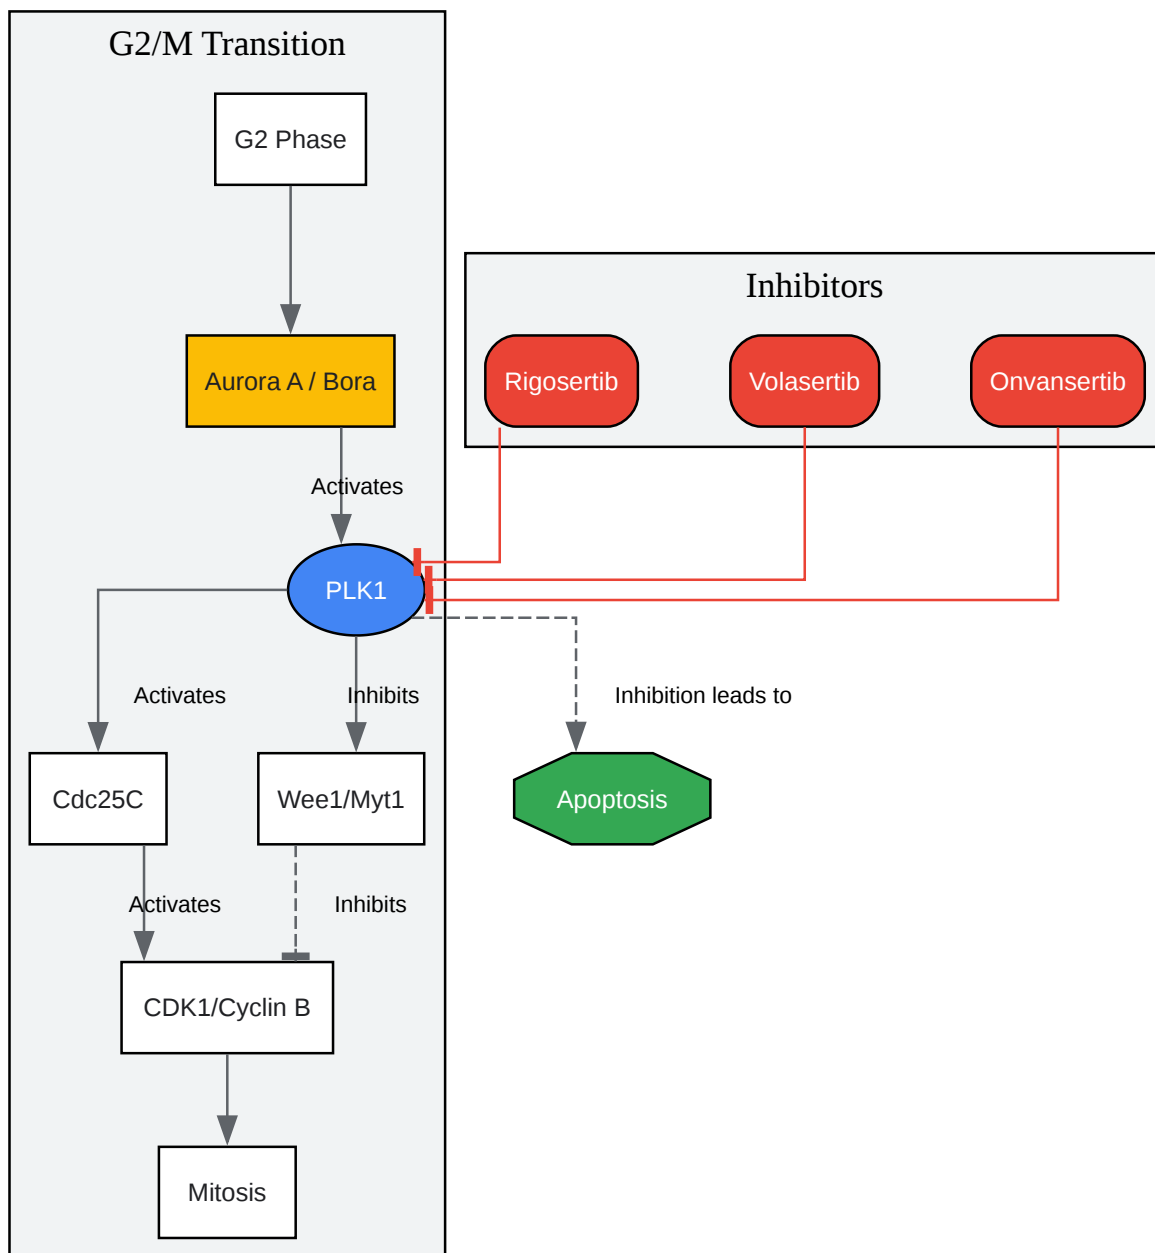 G2/M Transition
G2 Phase
Inhibitors
Aurora A / Bora
Rigosertib
Volasertib
Onvansertib
Activates
PLK1
Activates
Inhibits
Inhibition leads to
Cdc25C
Wee1/Myt1
Apoptosis
Activates
Inhibits
CDK1/Cyclin B
Mitosis